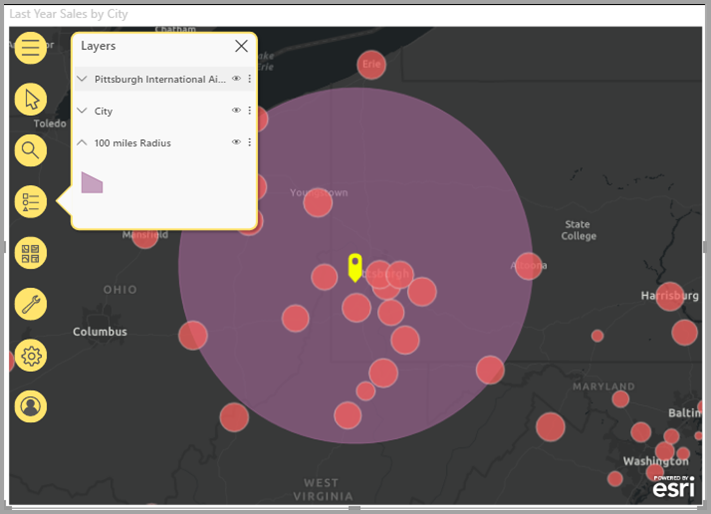 Last Year Sales by City
Chatham
Layers
Erie
Pittsburgh International Ai...
Toledo
City
100 miles Radius
Youngstown
Mansfield
State
College
Altoona
OHIO
Harrisburg
Columbus
MARYLAND
Baltim
Washington
WEST
VIRGINIA
POWERED BY
esri